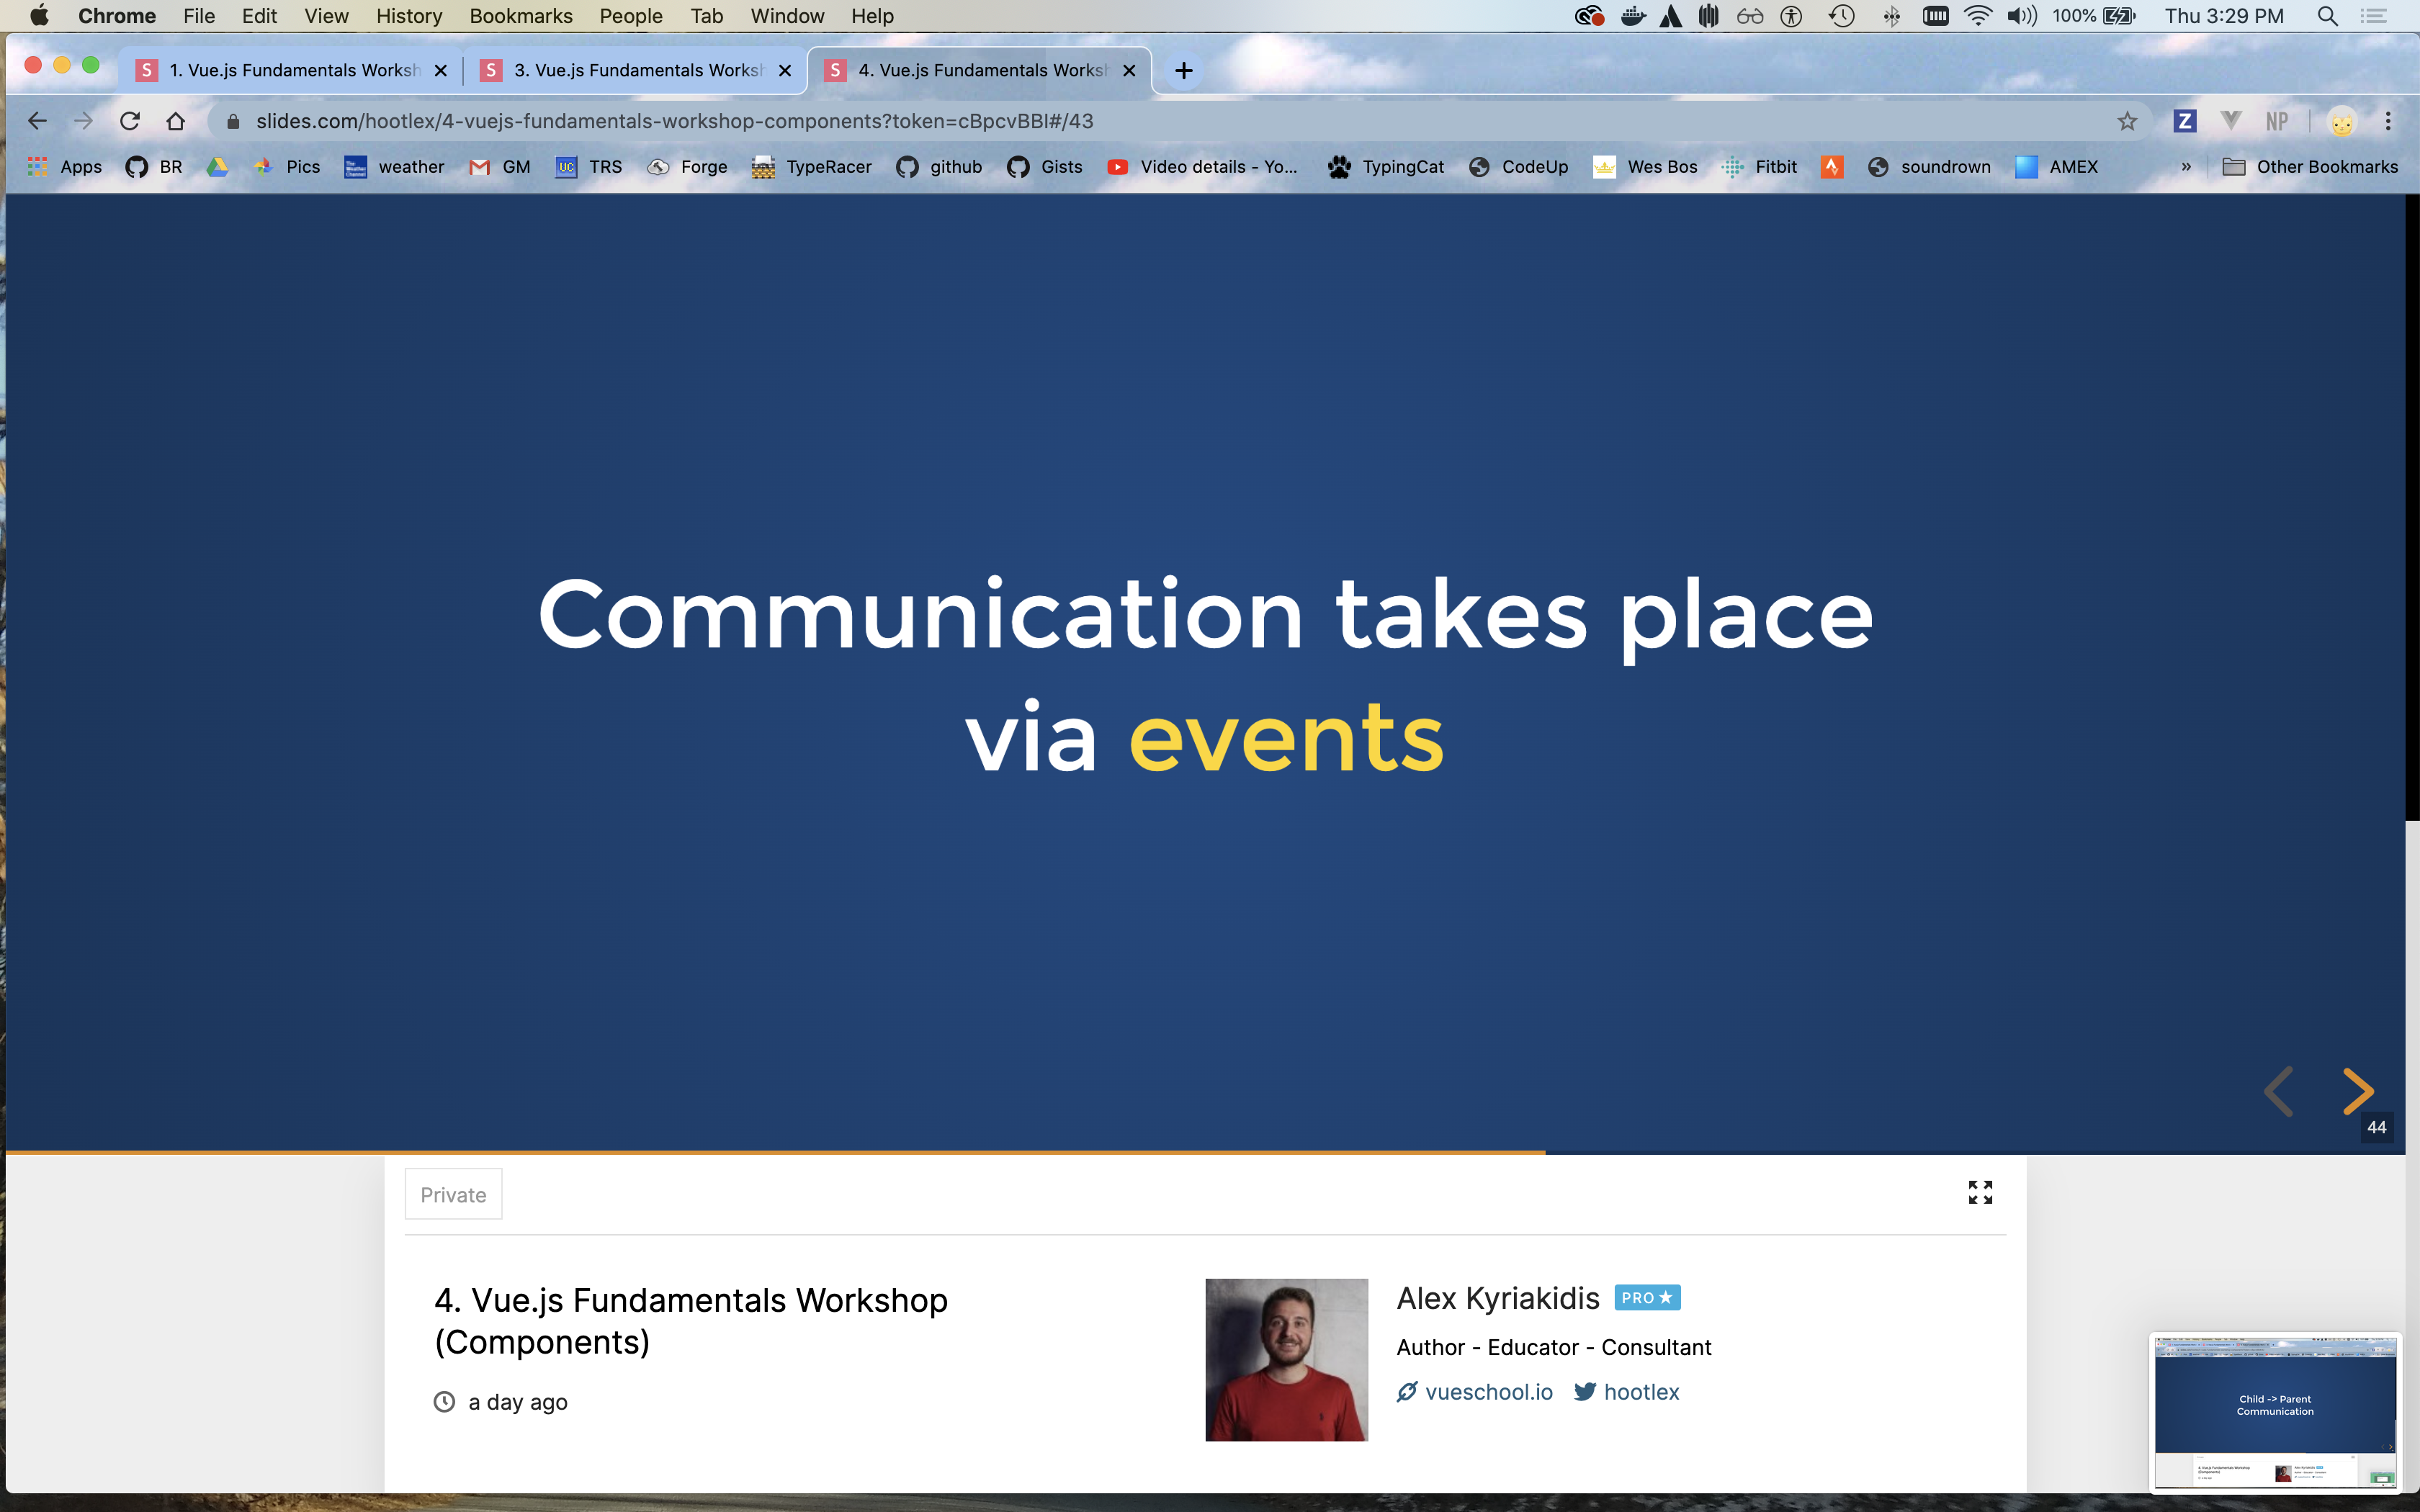 Chrome File Edit View History Bookmarks People Tab Window Help 100% Thu 3:29 PM
S 1. Vue.js Fundamentals Worksh S 3. Vue.js Fundamentals Worksh S 4. Vue.js Fundamentals Worksh
slides.com/hootlex/4-vuejs-fundamentals-workshop-components?token=cBpcvBBI#/43 Z NP
Apps BR Pics weather GM UC TRS Forge TypeRacer github Gists Video details - Yo... TypingCat CodeUp Wes Bos Fitbit soundrown AMEX » Other Bookmarks
Communication takes place
via events
44
Private
4. Vue.js Fundamentals Workshop
(Components)
a day ago
Alex Kyriakidis PRO
Author - Educator - Consultant
vueschool.io hootlex
Child -> Parent
Communication